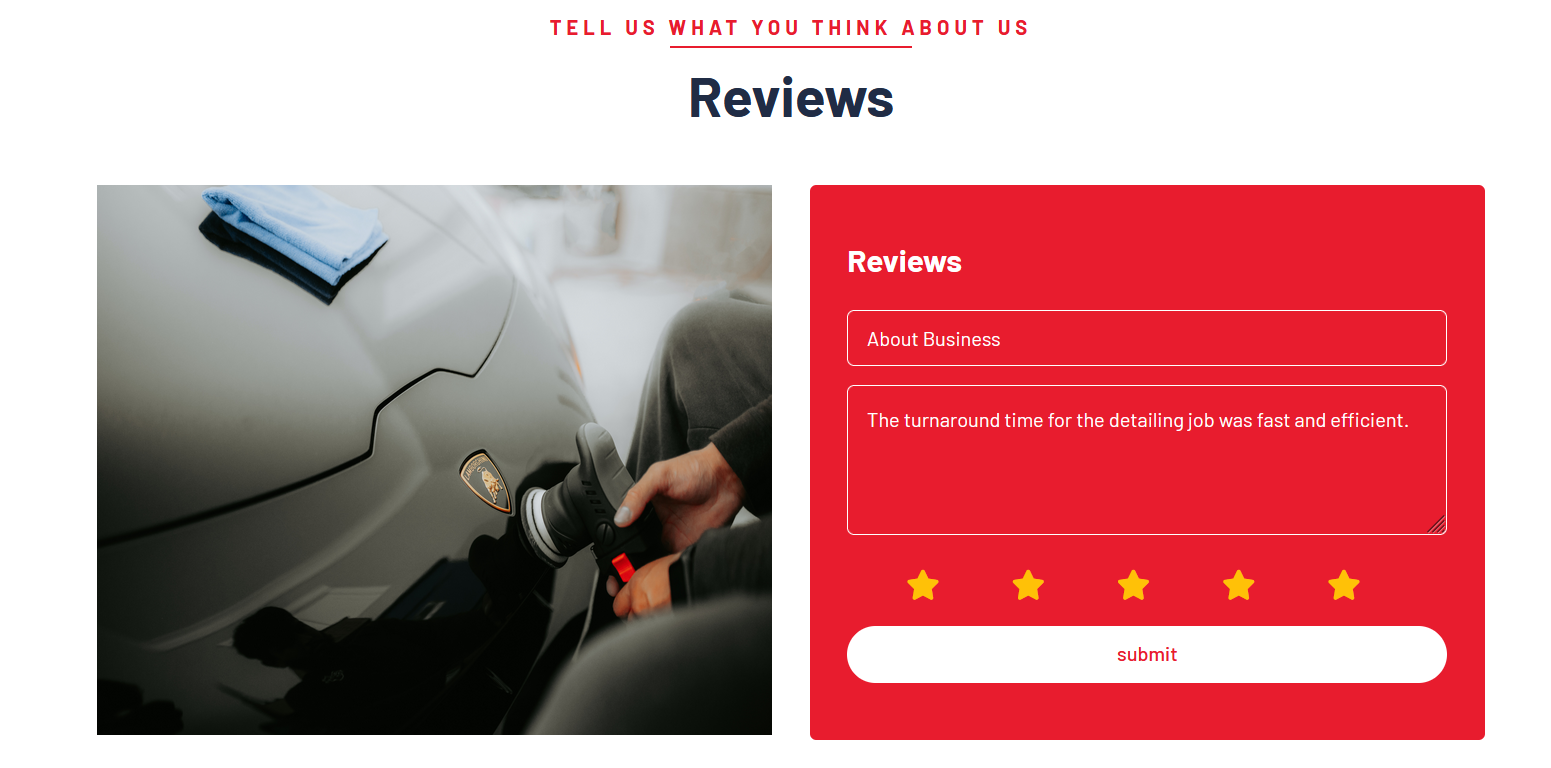 TELL US WHAT YOU THINK ABOUT US
Reviews
Reviews
About Business
The turnaround time for the detailing job was fast and efficient.
submit